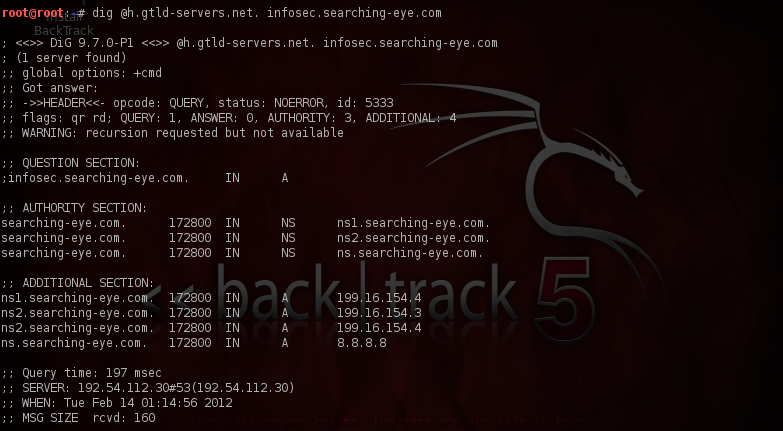 root@root:~# dig @h.gtld-servers.net. infosec.searching-eye.com
Install
BackTrack
; <<>> DiG 9.7.0-P1 <<>> @h.gtld-servers.net. infosec.searching-eye.com
; (1 server found)
;; global options: +cmd
;; Got answer:
;; ->>HEADER<<- opcode: QUERY, status: NOERROR, id: 5333
;; flags: qr rd; QUERY: 1, ANSWER: 0, AUTHORITY: 3, ADDITIONAL: 4
;; WARNING: recursion requested but not available
;; QUESTION SECTION:
;infosec.searching-eye.com. IN A
;; AUTHORITY SECTION:
searching-eye.com. 172800 IN NS ns1.searching-eye.com.
searching-eye.com. 172800 IN NS ns2.searching-eye.com.
searching-eye.com. 172800 IN NS ns.searching-eye.com.
;; ADDITIONAL SECTION:
ns1.searching-eye.com. 172800 IN A 199.16.154.4
ns2.searching-eye.com. 172800 IN A 199.16.154.3
ns2.searching-eye.com. 172800 IN A 199.16.154.4
ns.searching-eye.com. 172800 IN A 8.8.8.8
<< back | track 5
;; Query time: 197 msec
;; SERVER: 192.54.112.30#53(192.54.112.30)
;; WHEN: Tue Feb 14 01:14:56 2012
;; MSG SIZE rcvd: 160